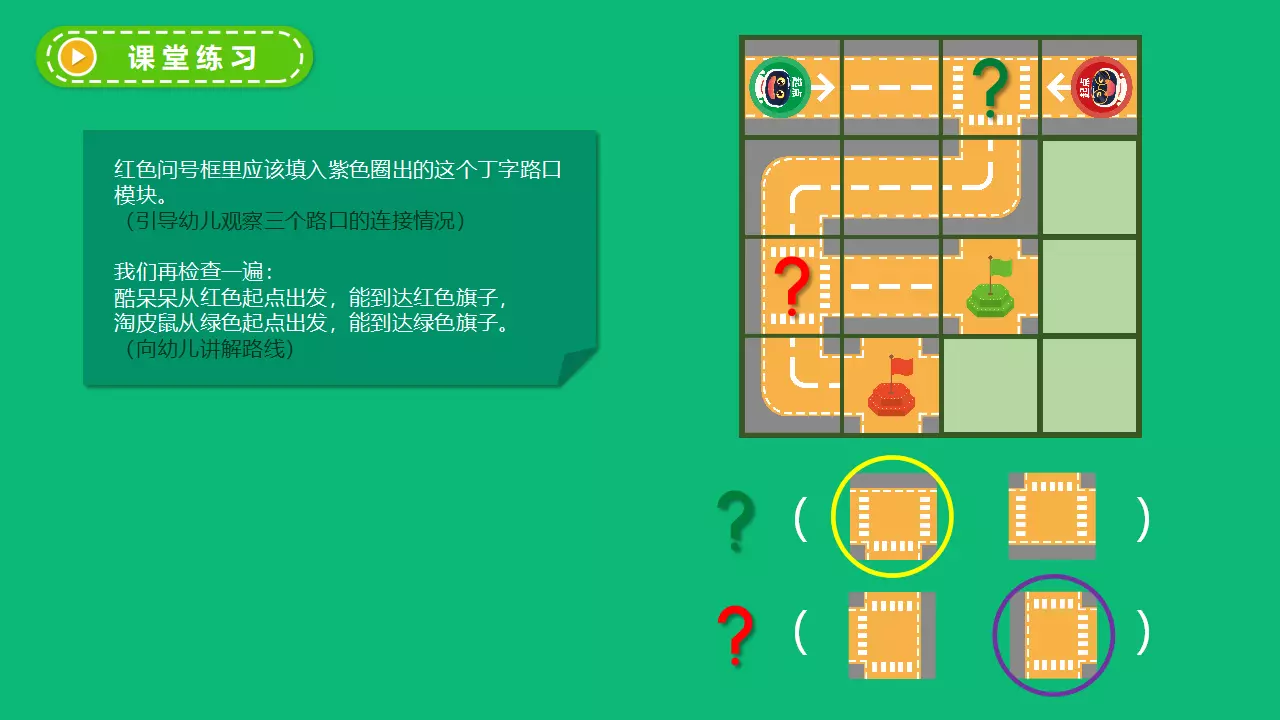 课堂练习
红色问号框里应该填入紫色圈出的这个丁字路口
模块。
（引导幼儿观察三个路口的连接情况）
我们再检查一遍：
酷呆呆从红色起点出发，能到达红色旗子，
淘皮鼠从绿色起点出发，能到达绿色旗子。
（向幼儿讲解路线）
起点
?
起点
?
? （ ）
? （ ）